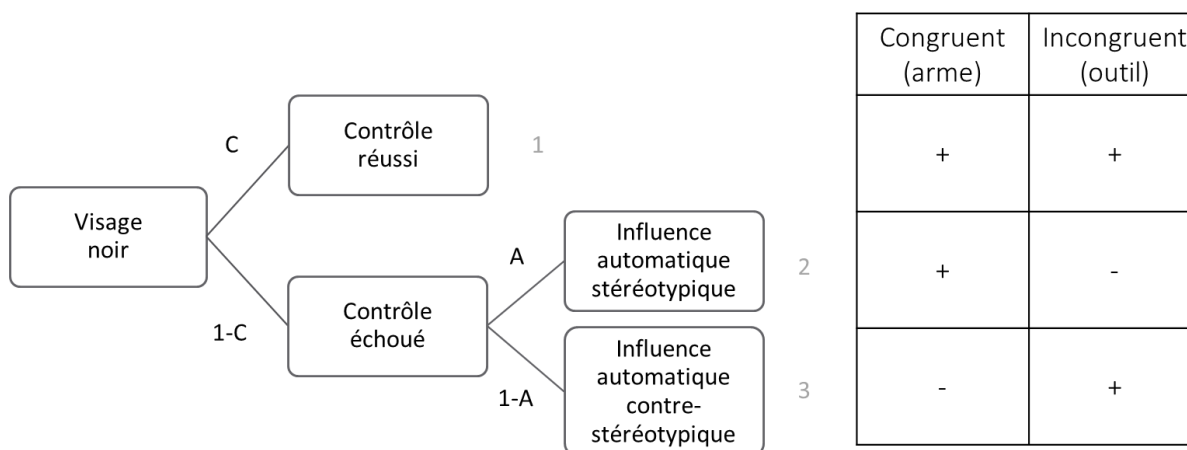 Visage
noir
C
1-C
Contrôle
réussi
1
Contrôle
échoué
A
1-A
Influence
automatique
stéréotypique
2
Influence
automatique
contre-
stéréotypique
3
Congruent
(arme)
Incongruent
(outil)
+
+
+
-
-
+